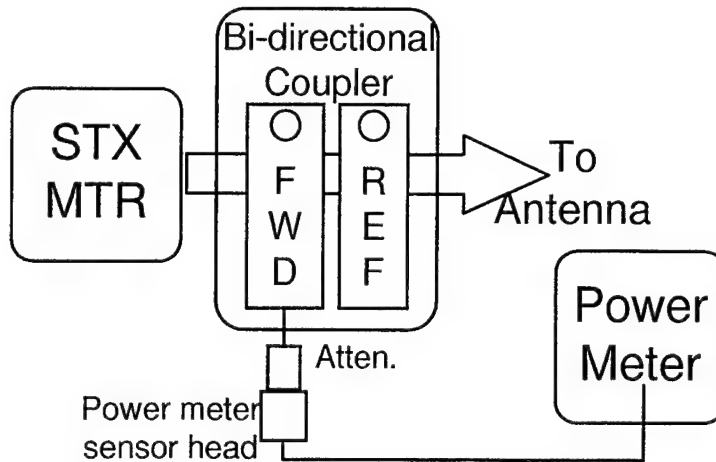 Bi-directional
Coupler
STX
MTR
F
W
D
R
E
F
To
Antenna
Atten.
Power meter
sensor head
Power
Meter